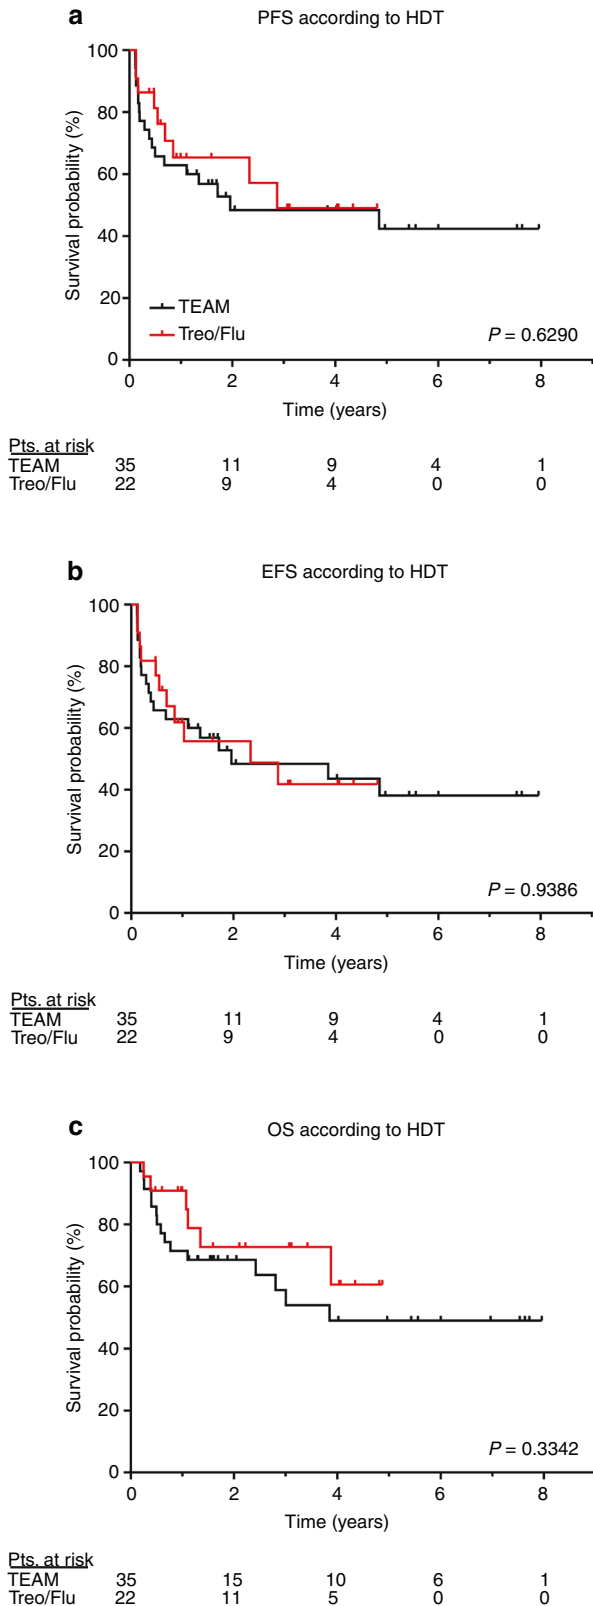 a
PFS according to HDT
100
80
60
40
20
0
Survival probability (%)
TEAM
Treo/Flu
P = 0.6290
0 2 4 6 8
Time (years)
Pts. at risk
TEAM 35 11 9 4 1
Treo/Flu 22 9 4 0 0
b
EFS according to HDT
100
80
60
40
20
0
Survival probability (%)
P = 0.9386
0 2 4 6 8
Time (years)
Pts. at risk
TEAM 35 11 9 4 1
Treo/Flu 22 9 4 0 0
c
OS according to HDT
100
80
60
40
20
0
Survival probability (%)
P = 0.3342
0 2 4 6 8
Time (years)
Pts. at risk
TEAM 35 15 10 6 1
Treo/Flu 22 11 5 0 0